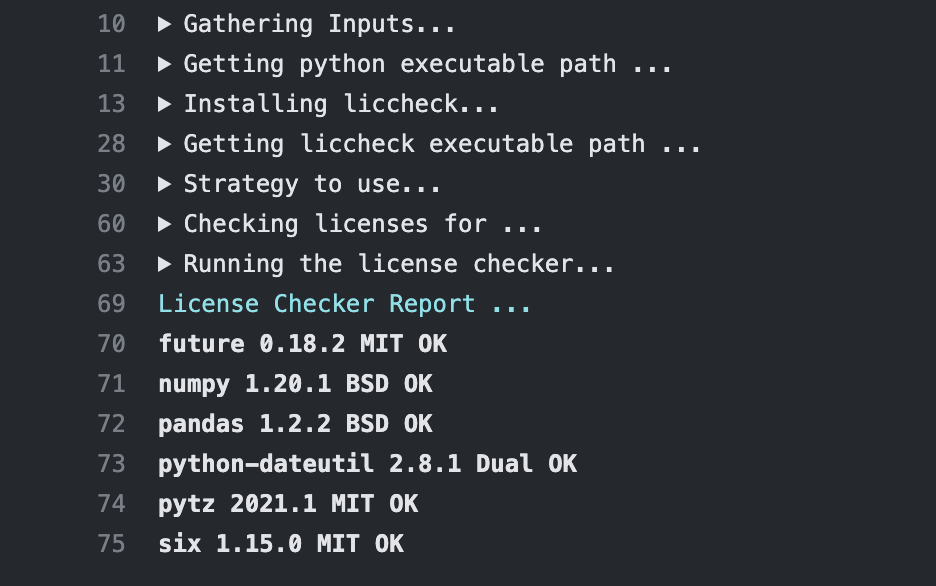 10 ▶ Gathering Inputs...
11 ▶ Getting python executable path ...
13 ▶ Installing liccheck...
28 ▶ Getting liccheck executable path ...
30 ▶ Strategy to use...
60 ▶ Checking licenses for ...
63 ▶ Running the license checker...
69 License Checker Report ...
70 future 0.18.2 MIT OK
71 numpy 1.20.1 BSD OK
72 pandas 1.2.2 BSD OK
73 python-dateutil 2.8.1 Dual OK
74 pytz 2021.1 MIT OK
75 six 1.15.0 MIT OK